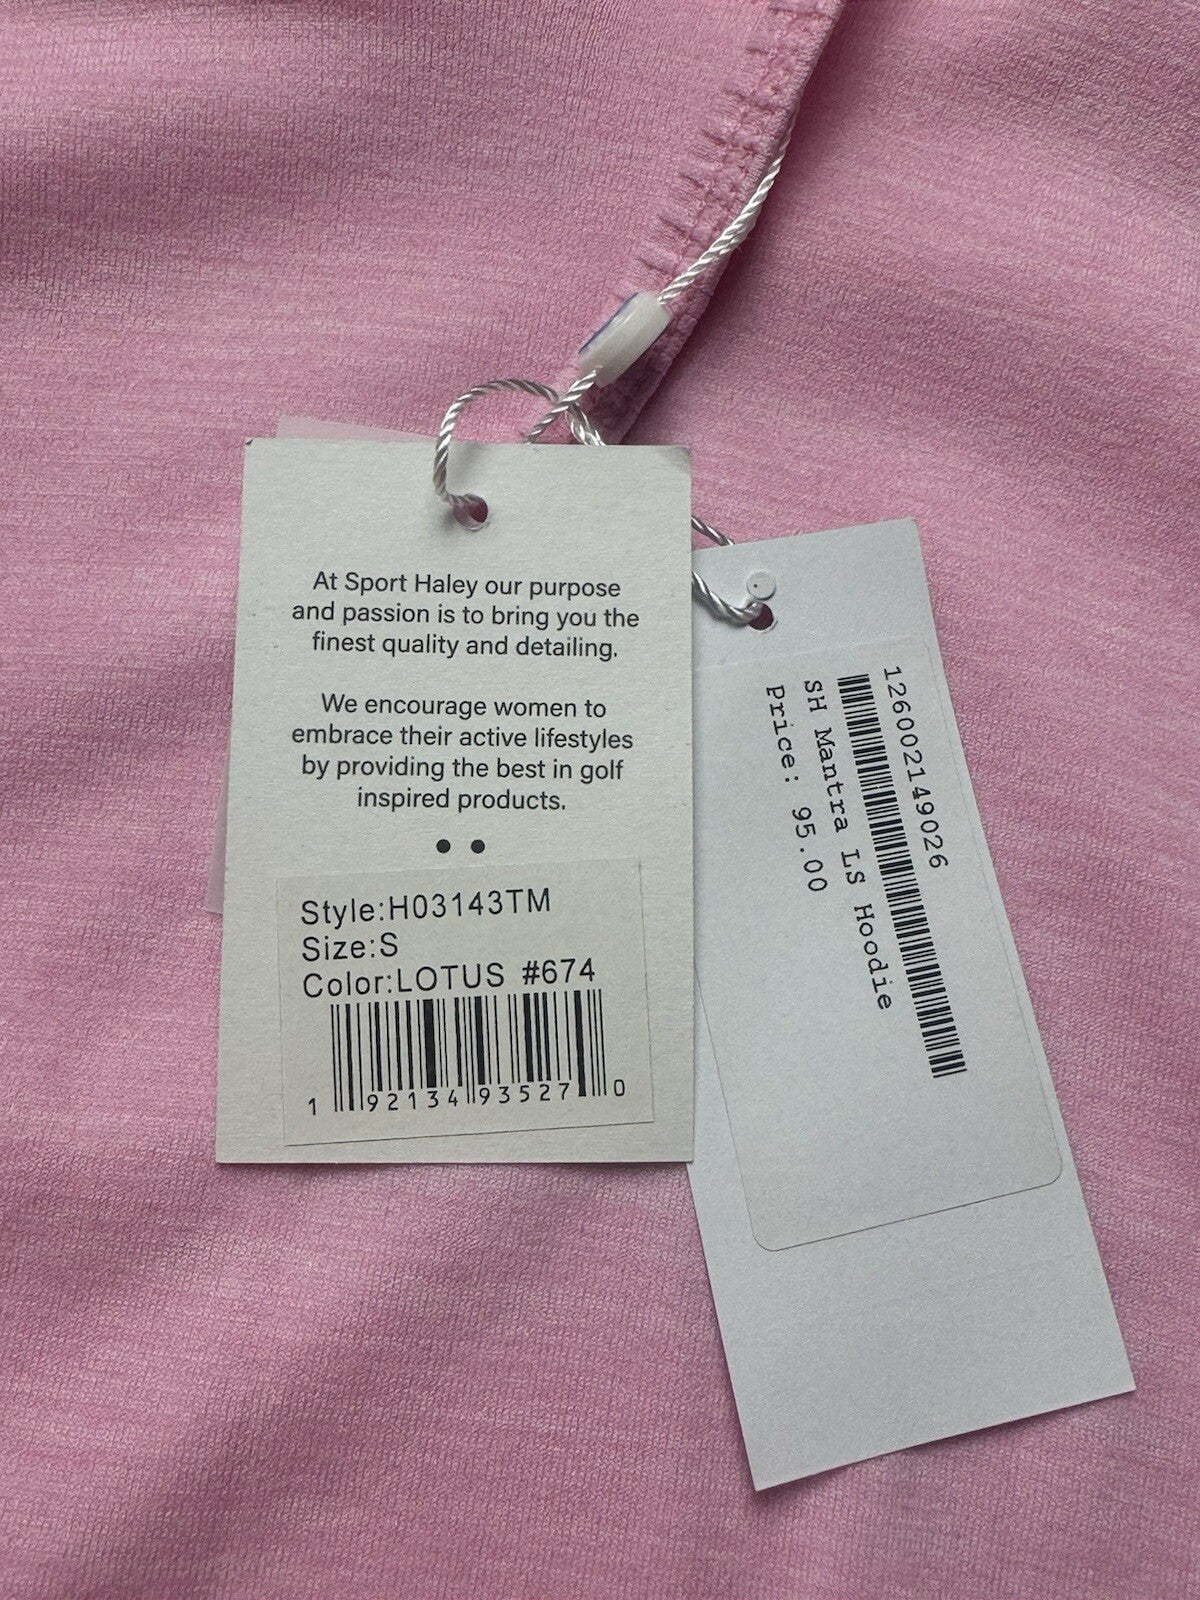 At Sport Haley our purpose
and passion is to bring you the
finest quality and detailing.
We encourage women to
embrace their active lifestyles
by providing the best in golf
inspired products.
Style:H03143TM
Size:S
Color:LOTUS #674
1 92134 93527 0
126002149026
SH Mantra LS Hoodie
Price: 95.00